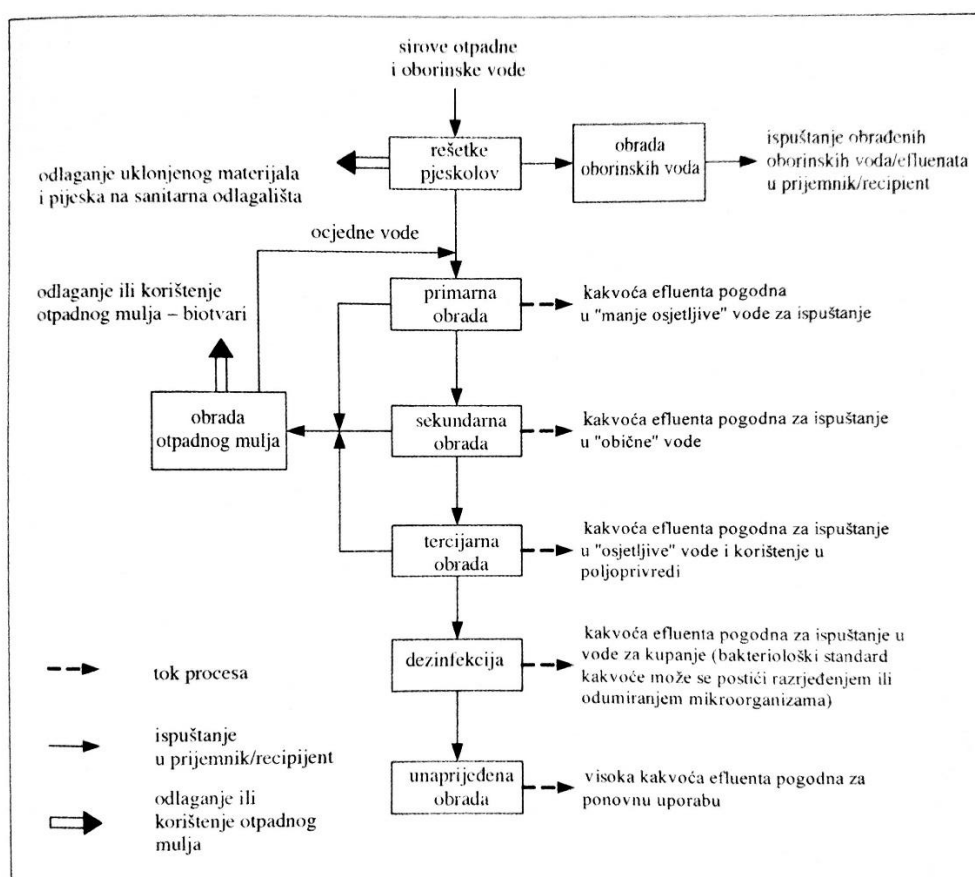 sirove otpadne
i oborinske vode
rešetke
pjeskolov
obrada
oborinskih voda
ispuštanje obrađenih
oborinskih voda/efluenata
u prijemnik/recipient
odlaganje uklonjenog materijala
i pijeska na sanitarna odlagališta
ocjedne vode
odlaganje ili korištenje
otpadnog mulja – biotvari
primarna
obrada
kakvoća efluenta pogodna
u "manje osjetljive" vode za ispuštanje
obrada
otpadnog mulja
sekundarna
obrada
kakvoća efluenta pogodna za ispuštanje
u "obične" vode
tercijarna
obrada
kakvoća efluenta pogodna za ispuštanje
u "osjetljive" vode i korištenje u
poljoprivredi
dezinfekcija
kakvoća efluenta pogodna za ispuštanje u
vode za kupanje (bakteriološki standard
kakvoće može se postići razrjeđenjem ili
odumiranjem mikroorganizama)
unaprijeđena
obrada
visoka kakvoća efluenta pogodna za
ponovnu uporabu
tok procesa
ispuštanje
u prijemnik/recipijent
odlaganje ili
korištenje otpadnog
mulja